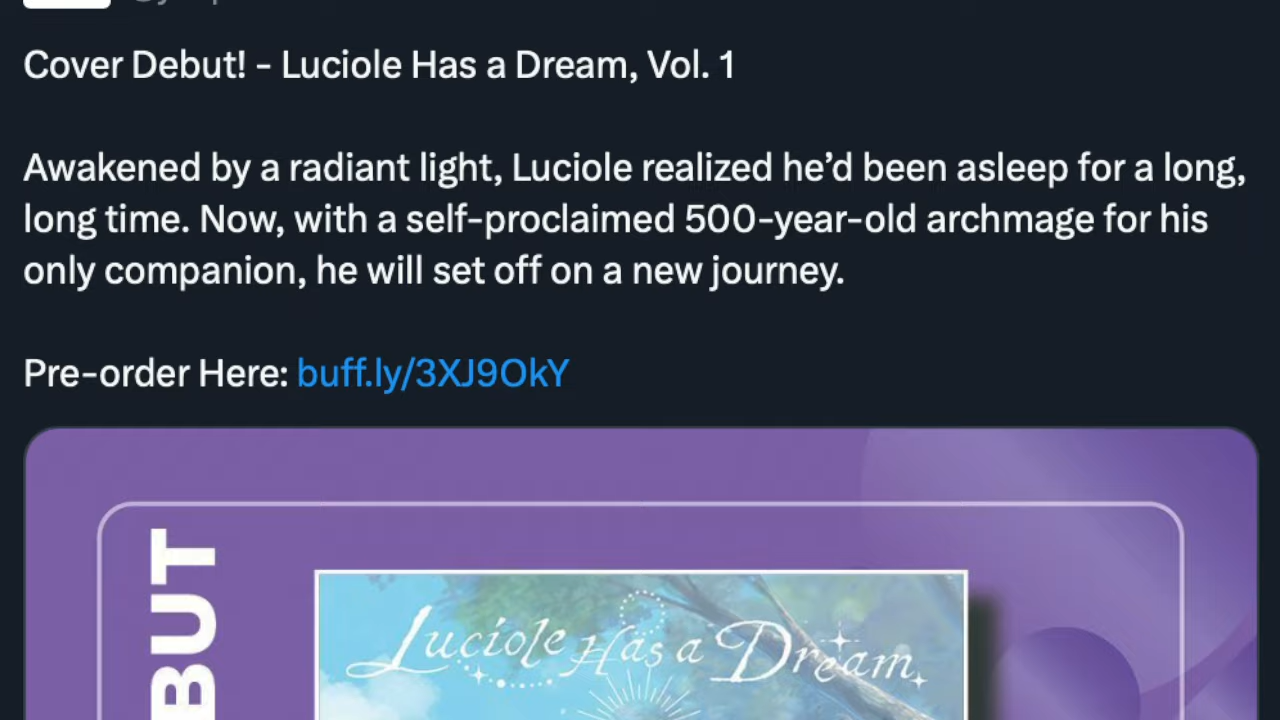 Cover Debut! - Luciole Has a Dream, Vol. 1
Awakened by a radiant light, Luciole realized he’d been asleep for a long,
long time. Now, with a self-proclaimed 500-year-old archmage for his
only companion, he will set off on a new journey.
Pre-order Here: buff.ly/3XJ9OkY
BUT
Luciole Has a Dream